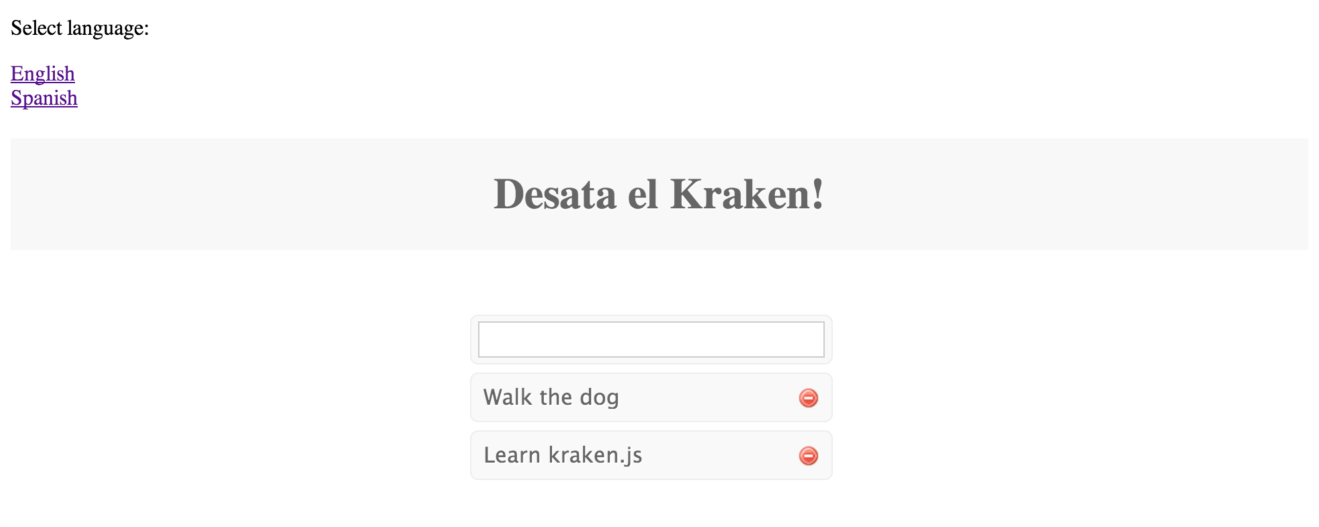 Select language:
English
Spanish
Desata el Kraken!
Walk the dog
Learn kraken.js